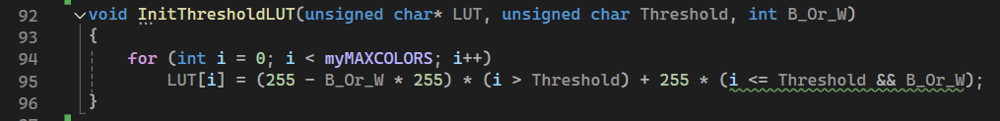 92 void InitThresholdLUT(unsigned char* LUT, unsigned char Threshold, int B_Or_W)
93 {
94 for (int i = 0; i < myMAXCOLORS; i++)
95 LUT[i] = (255 - B_Or_W * 255) * (i > Threshold) + 255 * (i <= Threshold && B_Or_W);
96 }